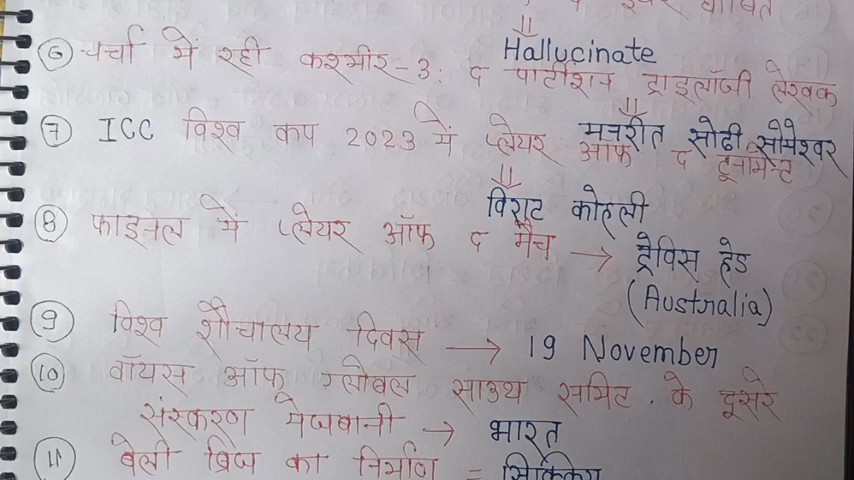 Hallucinate
⑥ चर्चा में रही कश्मीर-3: द पार्टीशन ट्राइलॉजी लेखक
= मनरीत सोढी सोमेश्वर
⑦ ICC विश्व कप 2023 में प्लेयर ऑफ द टूर्नामेन्ट
= विराट कोहली
⑧ फाइनल में प्लेयर ऑफ द मैच → ट्रैविस हेड
(Australia)
⑨ विश्व शौचालय दिवस → 19 November
⑩ वॉयस ऑफ ग्लोबल साउथ समिट के दूसरे
संस्करण मेजबानी → भारत
⑪ बेली ब्रिज का निर्माण = सिक्किम